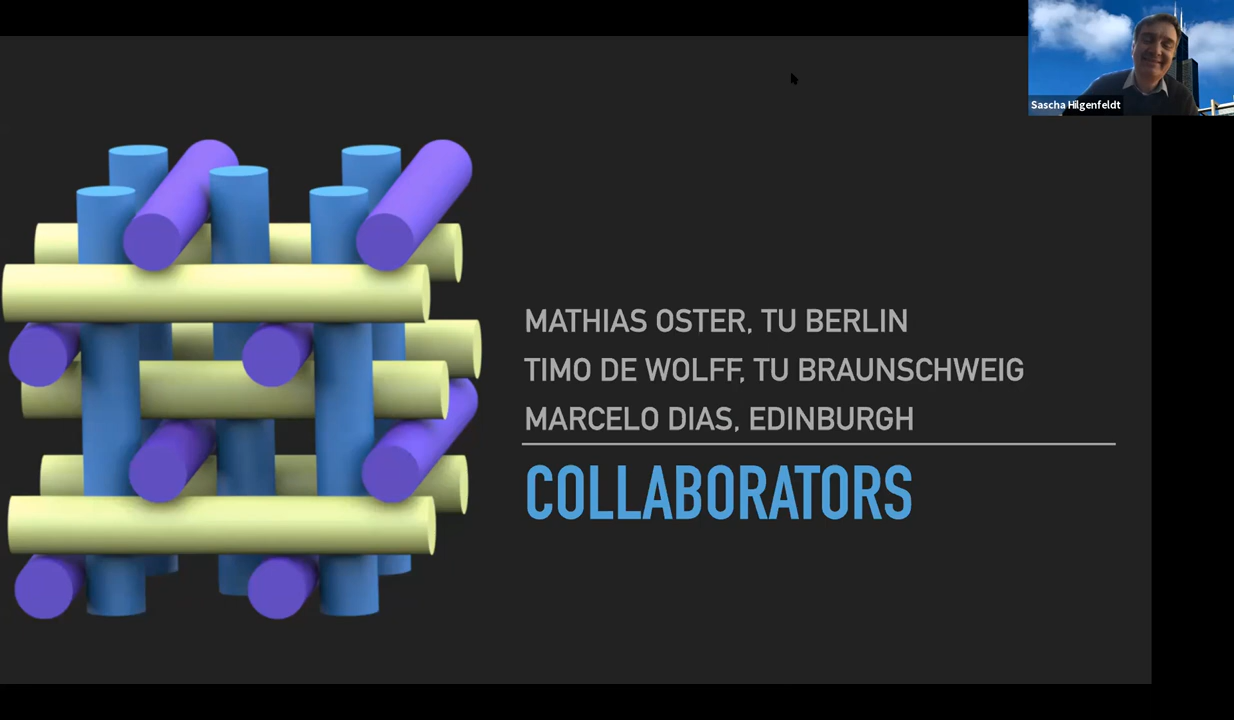 Sascha Hilgenfeldt
MATHIAS OSTER, TU BERLIN
TIMO DE WOLFF, TU BRAUNSCHWEIG
MARCELO DIAS, EDINBURGH
COLLABORATORS